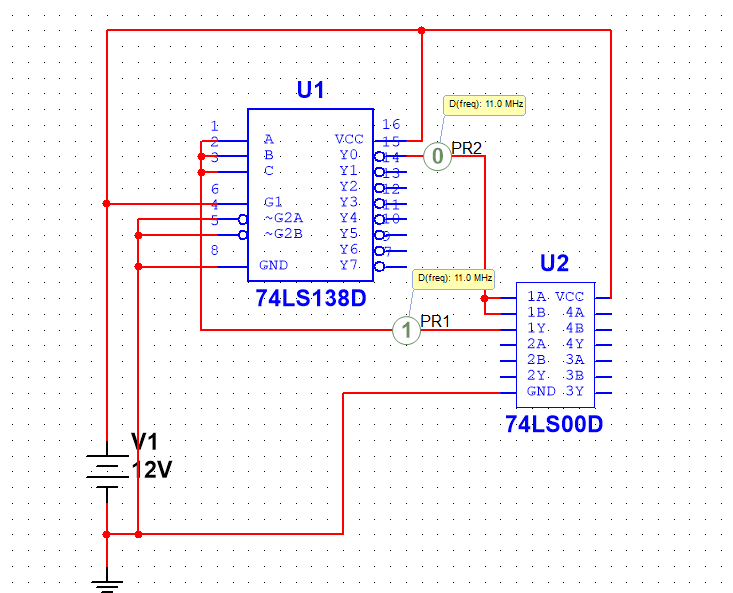 U1
1
2
3
6
4
5
8
A
B
C
G1
~G2A
~G2B
GND
VCC
Y0
Y1
Y2
Y3
Y4
Y5
Y6
Y7
16
15
14
13
12
11
10
9
7
74LS138D
D(freq): 11.0 MHz
0
PR2
D(freq): 11.0 MHz
1
PR1
U2
1A VCC
1B 4A
1Y 4B
2A 4Y
2B 3A
2Y 3B
GND 3Y
74LS00D
V1
12V